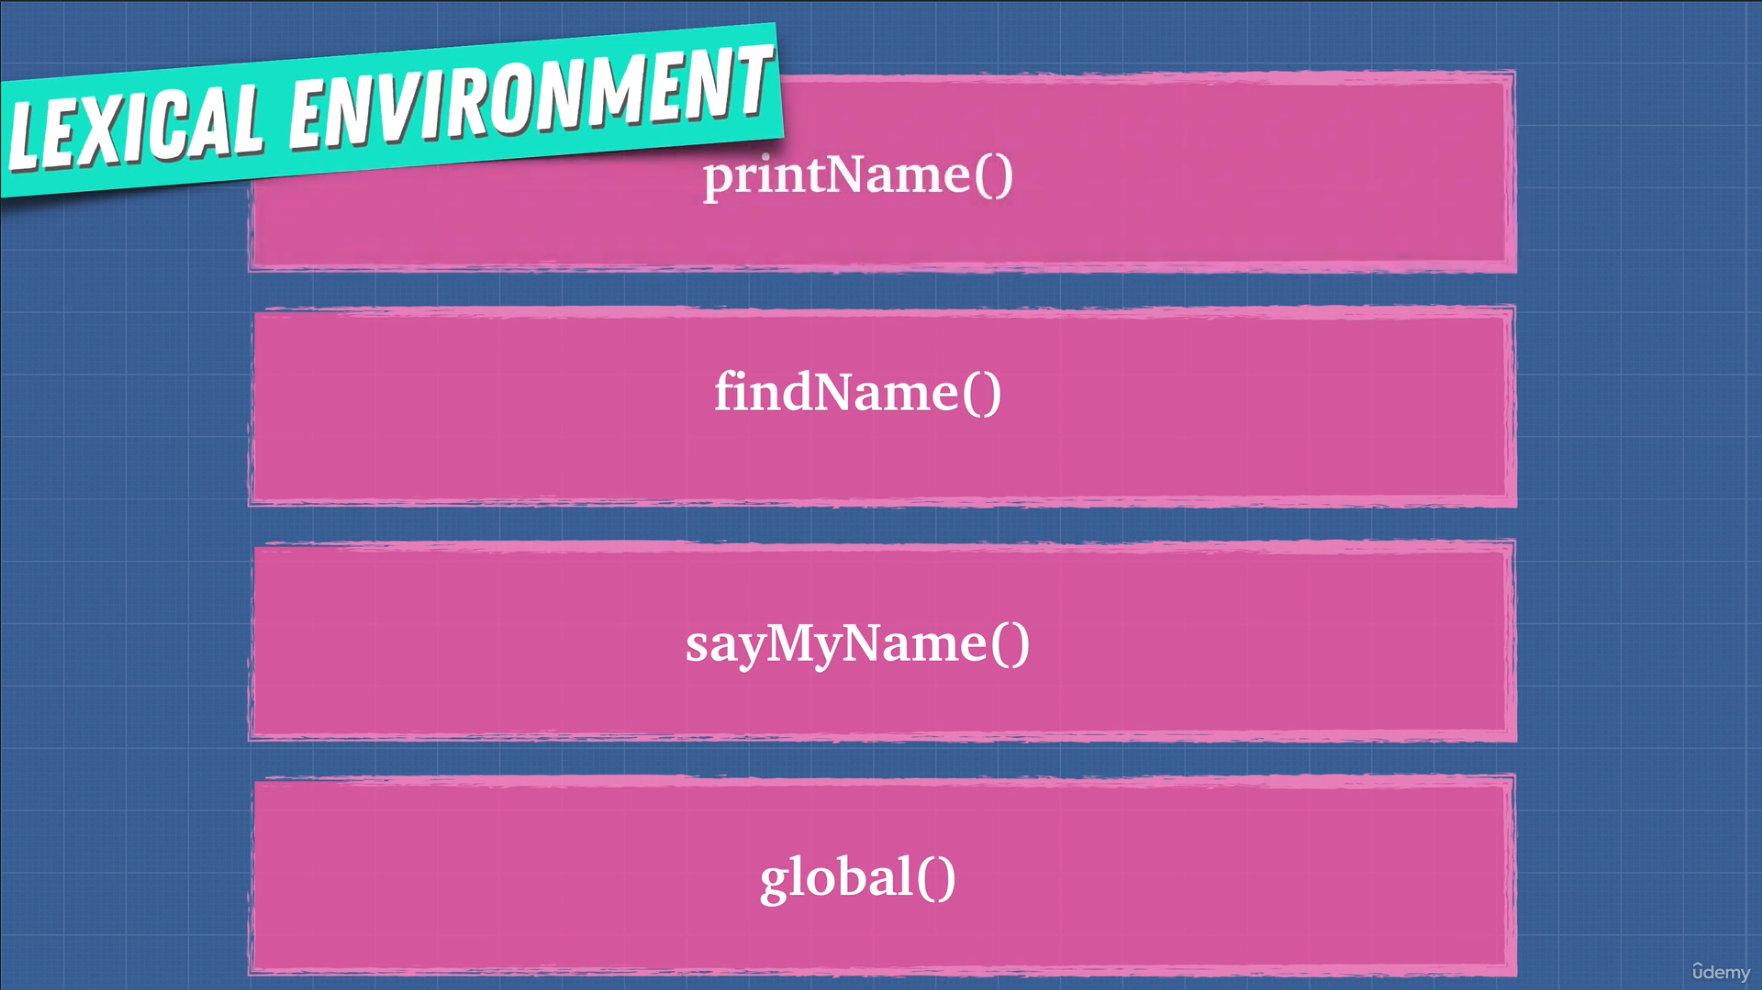 LEXICAL ENVIRONMENT
printName()
findName()
sayMyName()
global()
ûdemy